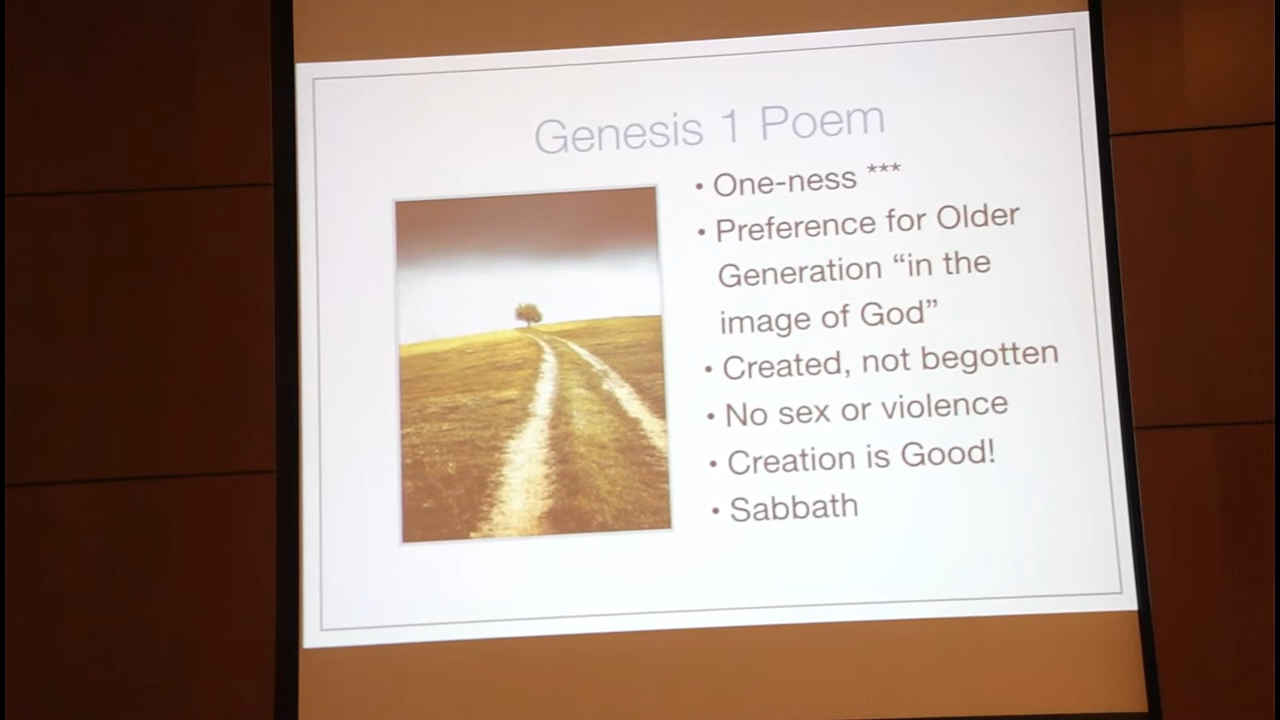 Genesis 1 Poem
• One-ness ***
• Preference for Older
Generation “in the
image of God”
• Created, not begotten
• No sex or violence
• Creation is Good!
• Sabbath